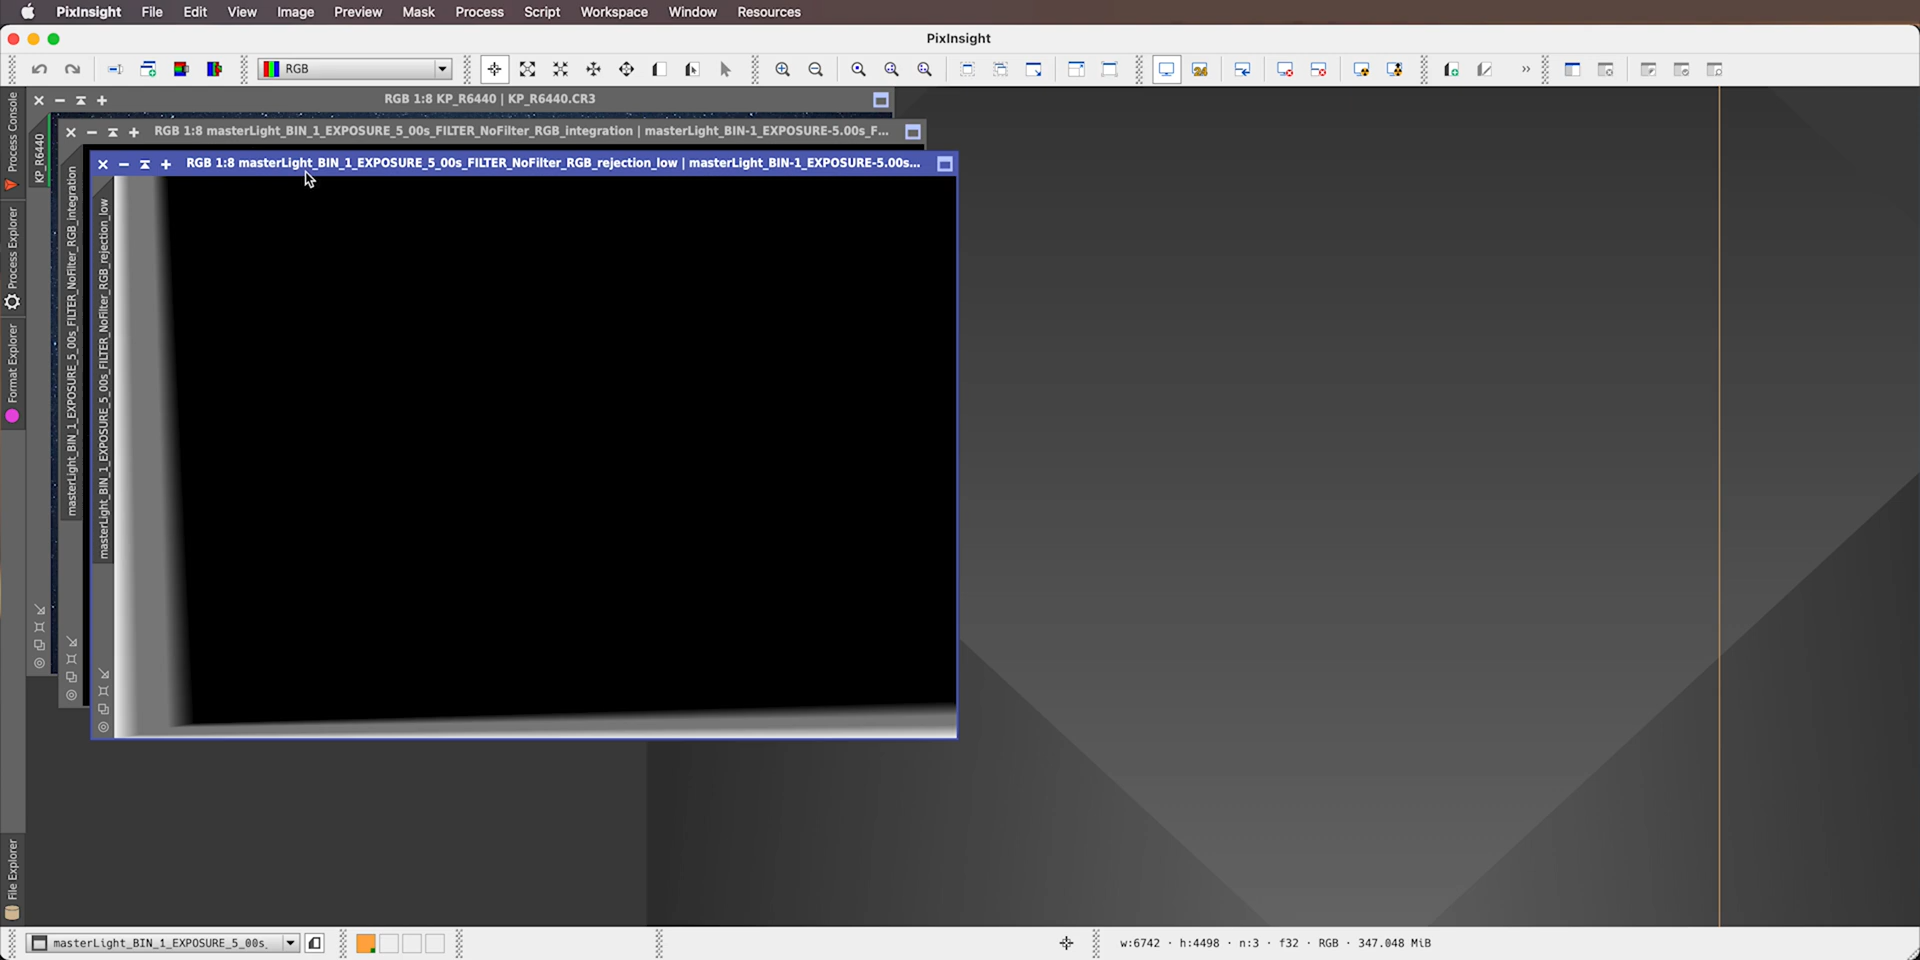 PixInsight File Edit View Image Preview Mask Process Script Workspace Window Resources
PixInsight
RGB
RGB 1:8 KP_R6440 | KP_R6440.CR3
RGB 1:8 masterLight_BIN_1_EXPOSURE_5_00s_FILTER_NoFilter_RGB_integration | masterLight_BIN-1_EXPOSURE-5.00s_F...
RGB 1:8 masterLight_BIN_1_EXPOSURE_5_00s_FILTER_NoFilter_RGB_rejection_low | masterLight_BIN-1_EXPOSURE-5.00s...
Process Console
Process Explorer
Format Explorer
File Explorer
KP_R6440
masterLight_BIN_1_EXPOSURE_5_00s_FILTER_NoFilter_RGB_integration
masterLight_BIN_1_EXPOSURE_5_00s_FILTER_NoFilter_RGB_rejection_low
masterLight_BIN_1_EXPOSURE_5_00s_
w:6742 · h:4498 · n:3 · f32 · RGB · 347.048 MiB